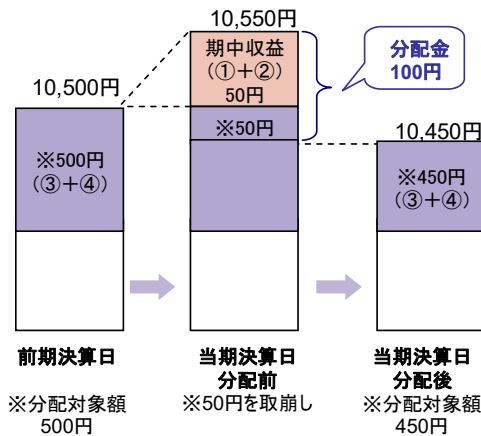 10,550円
期中収益
(①+②)
50円
分配金
100円
10,500円
※50円
10,450円
※500円
(③+④)
※450円
(③+④)
前期決算日
当期決算日
分配前
当期決算日
分配後
※分配対象額
500円
※50円を取崩し
※分配対象額
450円